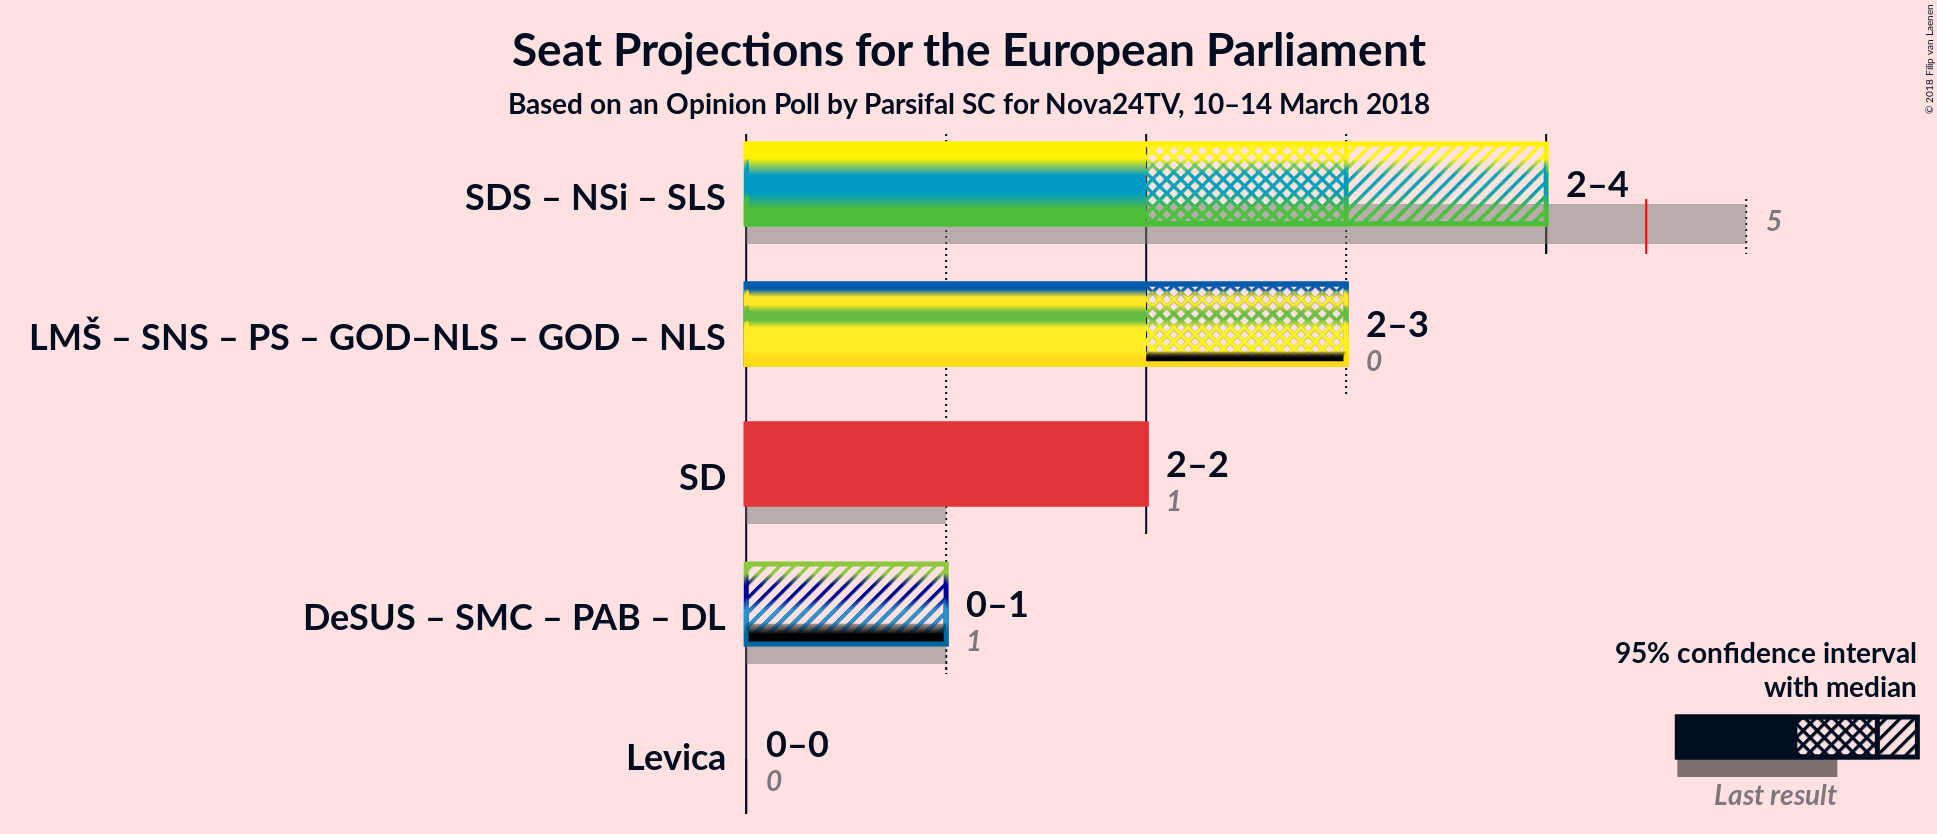 Seat Projections for the European Parliament
Based on an Opinion Poll by Parsifal SC for Nova24TV, 10–14 March 2018
© 2018 Filip van Laenen
SDS – NSi – SLS
2–4
5
LMŠ – SNS – PS – GOD–NLS – GOD – NLS
2–3
0
SD
2–2
1
DeSUS – SMC – PAB – DL
0–1
1
Levica
0–0
0
95% confidence interval
with median
Last result